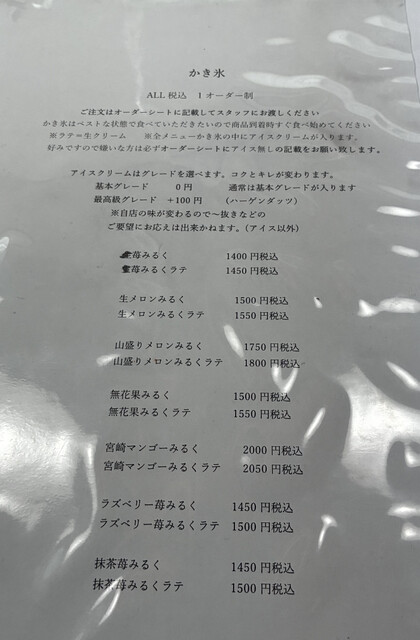 かき氷
ALL 税込 1オーダー制
ご注文はオーダーシートに記載してスタッフにお渡しください
かき氷はベストな状態で食べていただきたいので商品到着時すぐ食べ始めてください
※ラテ=生クリーム ※全メニューかき氷の中にアイスクリームが入ります。
好みですので嫌いな方は必ずオーダーシートにアイス無しの記載をお願い致します。
アイスクリームはグレードを選べます。コクとキレが変わります。
基本グレード 0円 通常は基本グレードが入ります
最高級グレード +100円 (ハーゲンダッツ)
※自店の味が変わるので〜抜きなどの
ご要望にお応えは出来かねます。(アイス以外)
苺みるく 1400円税込
苺みるくラテ 1450円税込
生メロンみるく 1500円税込
生メロンみるくラテ 1550円税込
山盛りメロンみるく 1750円税込
山盛りメロンみるくラテ 1800円税込
無花果みるく 1500円税込
無花果みるくラテ 1550円税込
宮崎マンゴーみるく 2000円税込
宮崎マンゴーみるくラテ 2050円税込
ラズベリー苺みるく 1450円税込
ラズベリー苺みるくラテ 1500円税込
抹茶苺みるく 1450円税込
抹茶苺みるくラテ 1500円税込